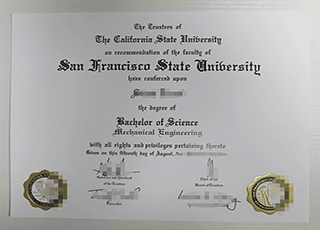 The Trustees of
The California State University
on recommendation of the faculty of
San Francisco State University
have conferred upon
the degree of
Bachelor of Science
Mechanical Engineering
with all rights and privileges pertaining thereto
Given on this fifteenth day of August,